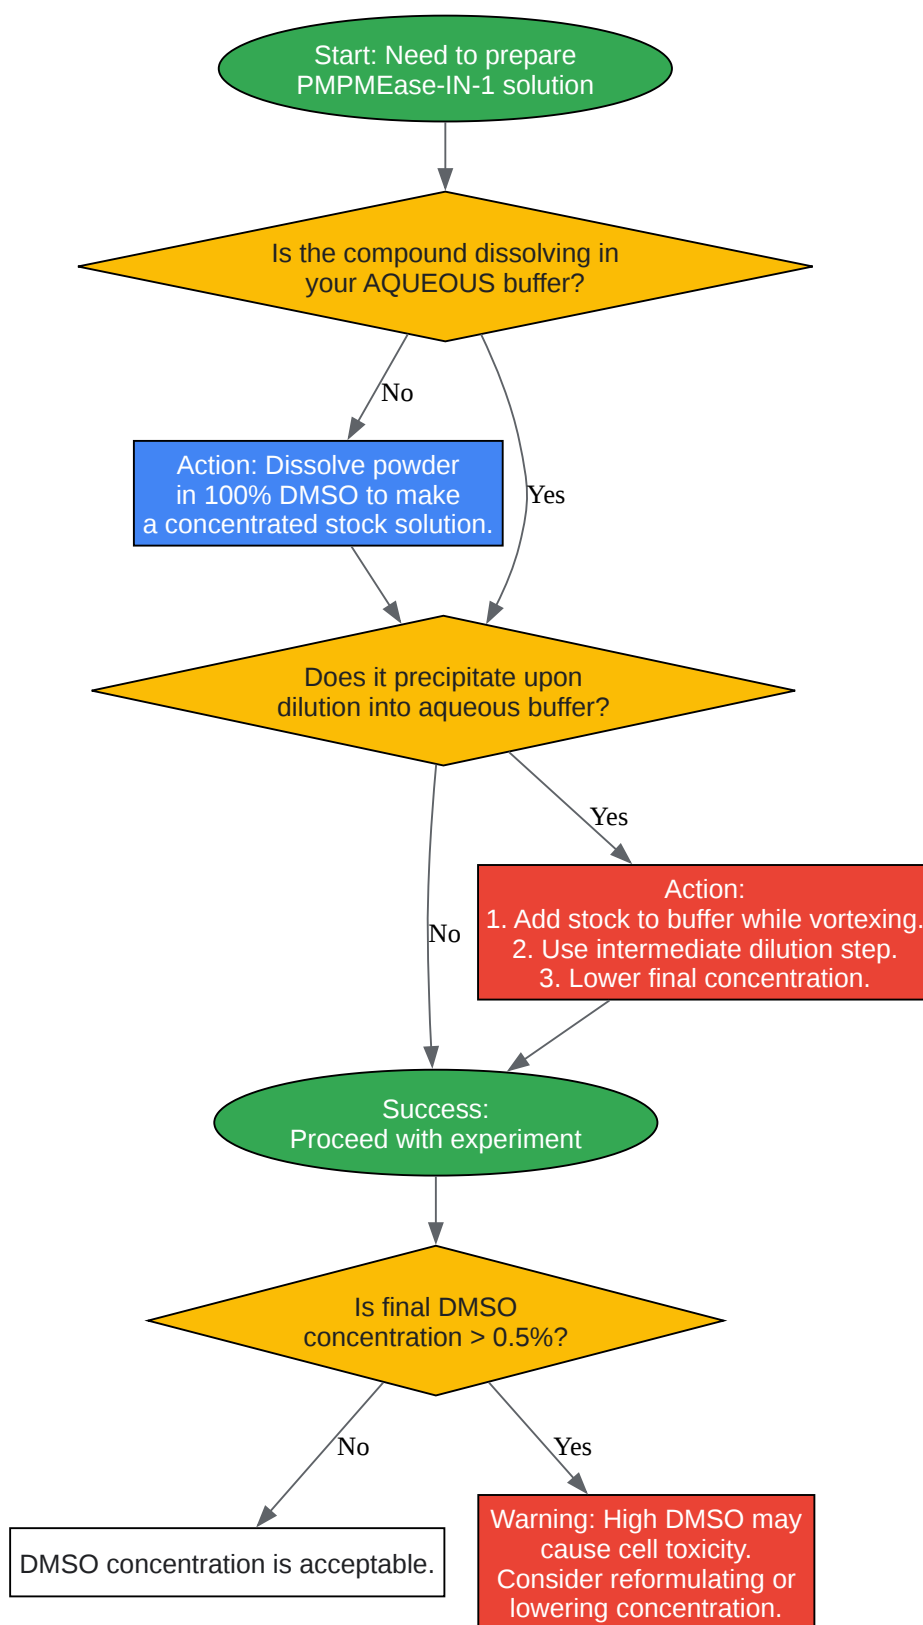 Start: Need to prepare
PMPMEase-IN-1 solution
Is the compound dissolving in
your AQUEOUS buffer?
No
Yes
Action: Dissolve powder
in 100% DMSO to make
a concentrated stock solution.
Does it precipitate upon
dilution into aqueous buffer?
Yes
No
Action:
1. Add stock to buffer while vortexing.
2. Use intermediate dilution step.
3. Lower final concentration.
Success:
Proceed with experiment
Is final DMSO
concentration > 0.5%?
No
Yes
DMSO concentration is acceptable.
Warning: High DMSO may
cause cell toxicity.
Consider reformulating or
lowering concentration.